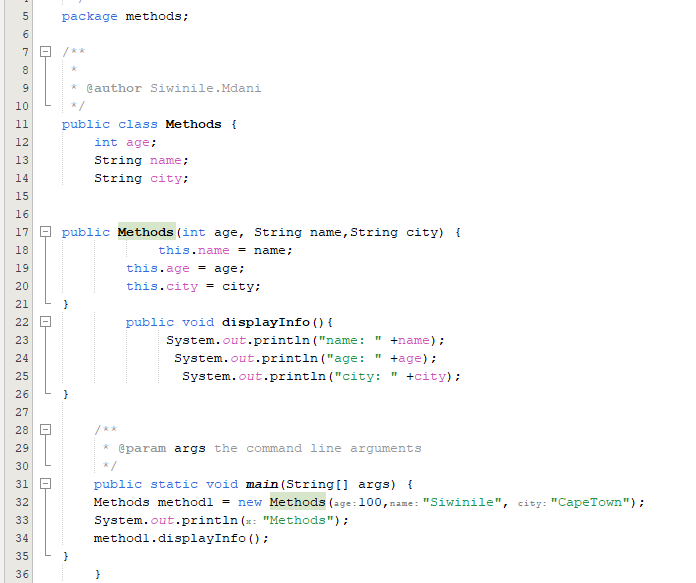 5 package methods;
6
7 /**
8 *
9 * @author Siwinile.Mdani
10 */
11 public class Methods {
12 int age;
13 String name;
14 String city;
15
16
17 public Methods(int age, String name,String city) {
18 this.name = name;
19 this.age = age;
20 this.city = city;
21 }
22 public void displayInfo(){
23 System.out.println("name: " +name);
24 System.out.println("age: " +age);
25 System.out.println("city: " +city);
26 }
27
28 /**
29 * @param args the command line arguments
30 */
31 public static void main(String[] args) {
32 Methods method1 = new Methods(age:100,name: "Siwinile", city: "CapeTown");
33 System.out.println(x: "Methods");
34 method1.displayInfo();
35 }
36 }